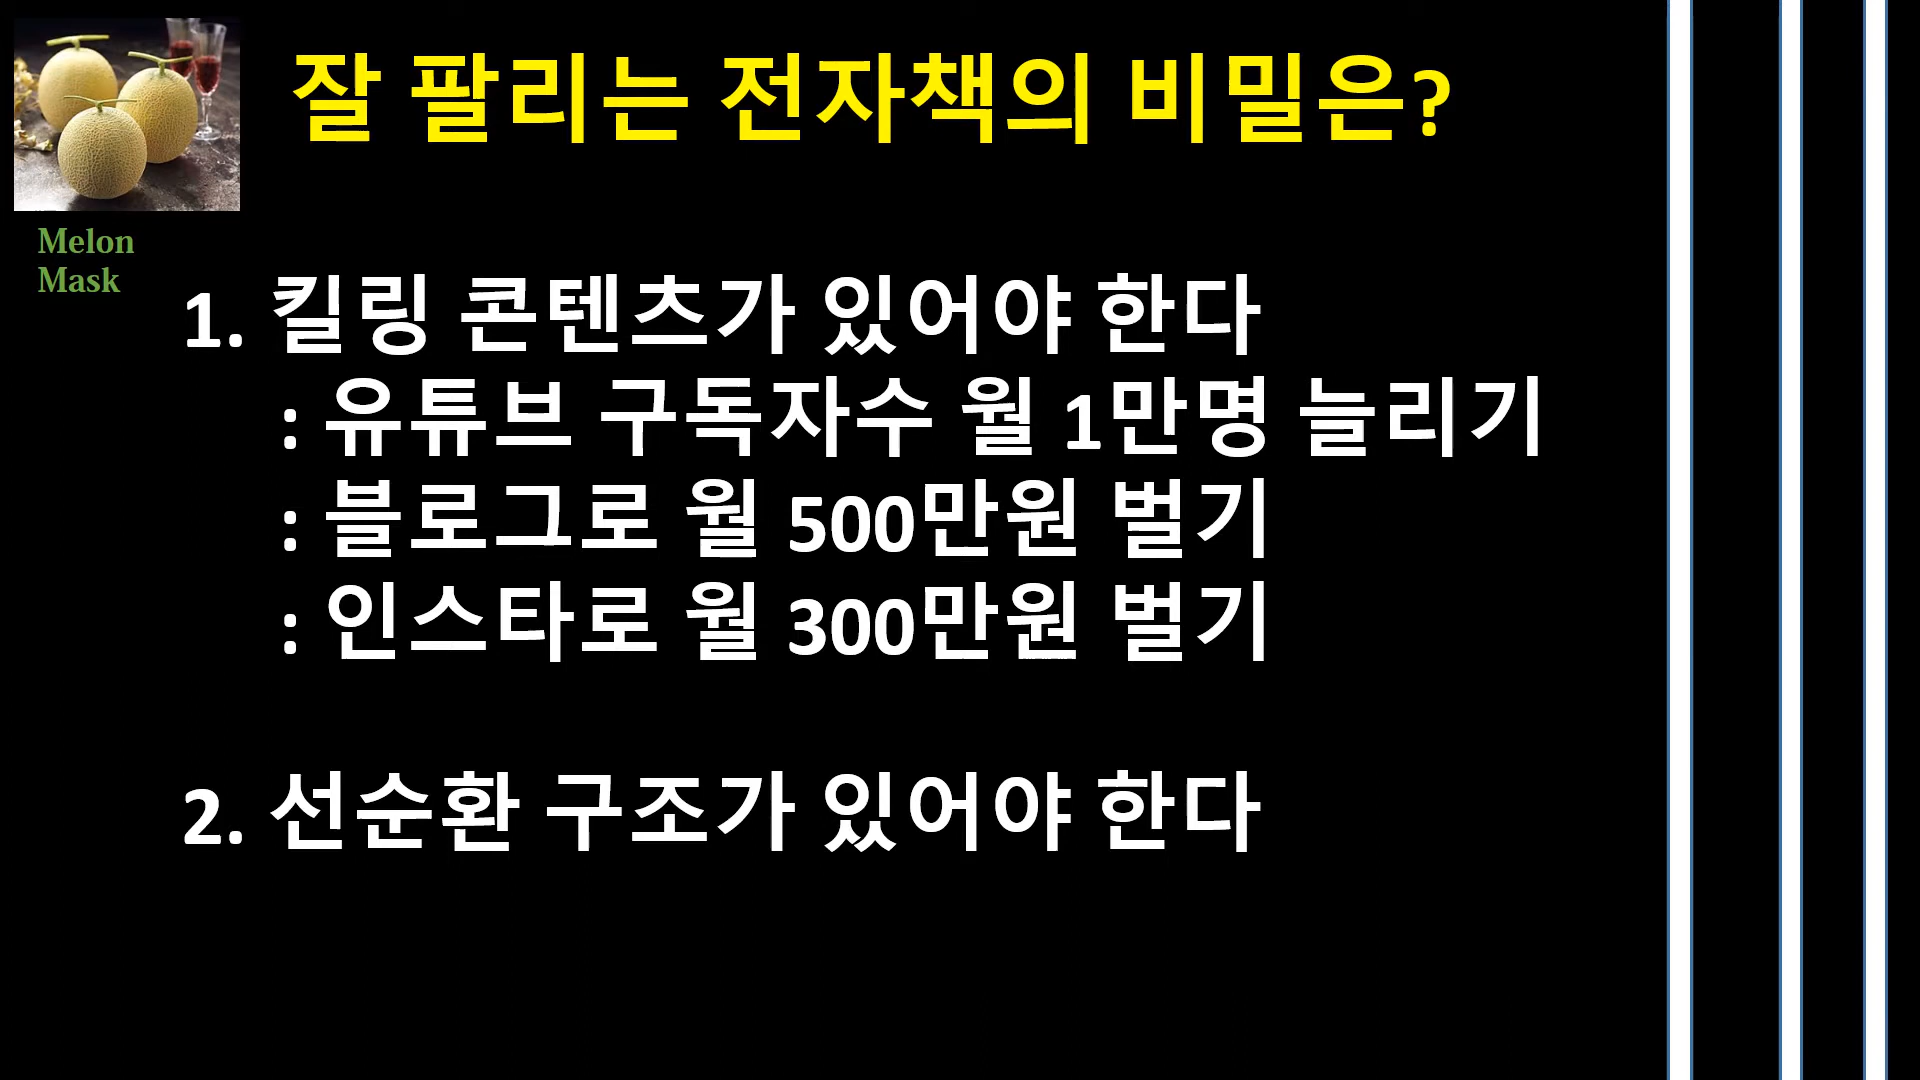 잘 팔리는 전자책의 비밀은?
Melon
Mask
1. 킬링 콘텐츠가 있어야 한다
: 유튜브 구독자수 월 1만명 늘리기
: 블로그로 월 500만원 벌기
: 인스타로 월 300만원 벌기
2. 선순환 구조가 있어야 한다